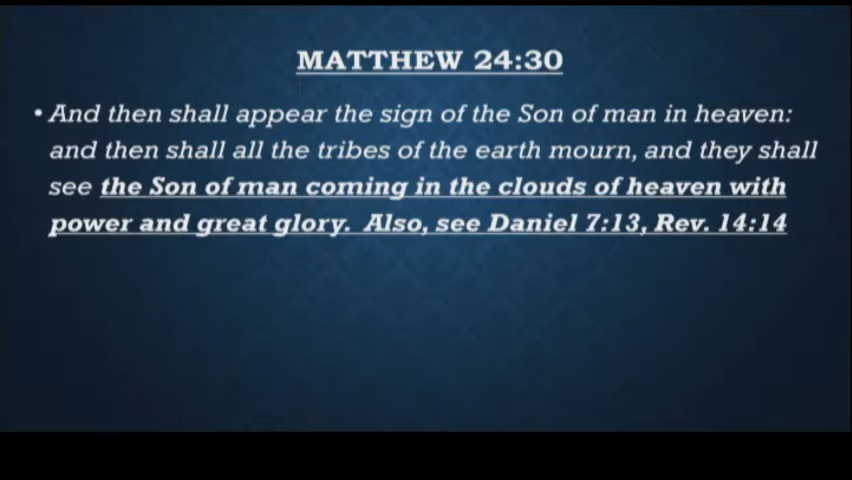 MATTHEW 24:30
• And then shall appear the sign of the Son of man in heaven:
and then shall all the tribes of the earth mourn, and they shall
see the Son of man coming in the clouds of heaven with
power and great glory. Also, see Daniel 7:13, Rev. 14:14